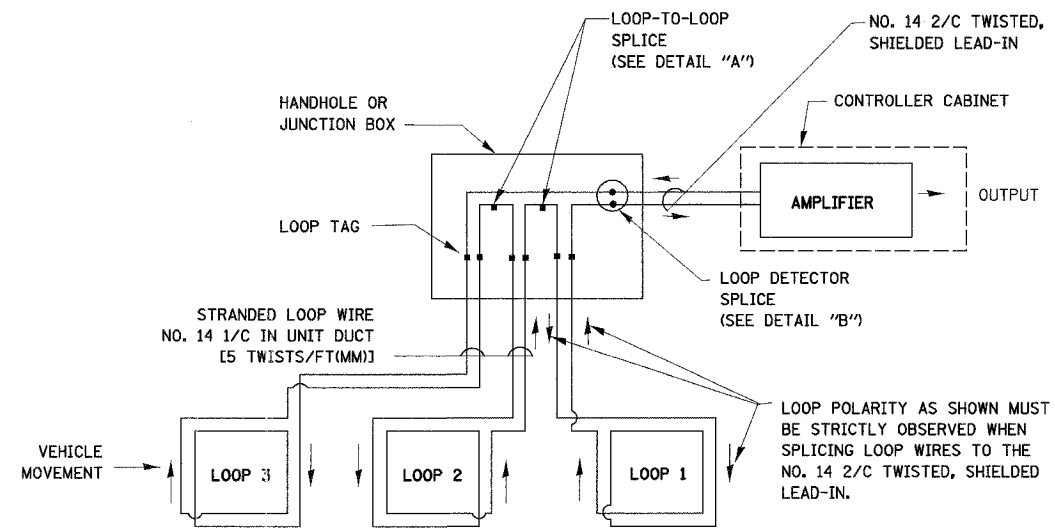 LOOP-TO-LOOP
SPLICE
(SEE DETAIL "A")
NO. 14 2/C TWISTED,
SHIELDED LEAD-IN
HANDHOLE OR
JUNCTION BOX
CONTROLLER CABINET
AMPLIFIER
OUTPUT
LOOP TAG
LOOP DETECTOR
SPLICE
(SEE DETAIL "B")
STRANDED LOOP WIRE
NO. 14 1/C IN UNIT DUCT
[5 TWISTS/FT(MM)]
LOOP POLARITY AS SHOWN MUST
BE STRICTLY OBSERVED WHEN
SPLICING LOOP WIRES TO THE
NO. 14 2/C TWISTED, SHIELDED
LEAD-IN.
VEHICLE
MOVEMENT
LOOP 3
LOOP 2
LOOP 1